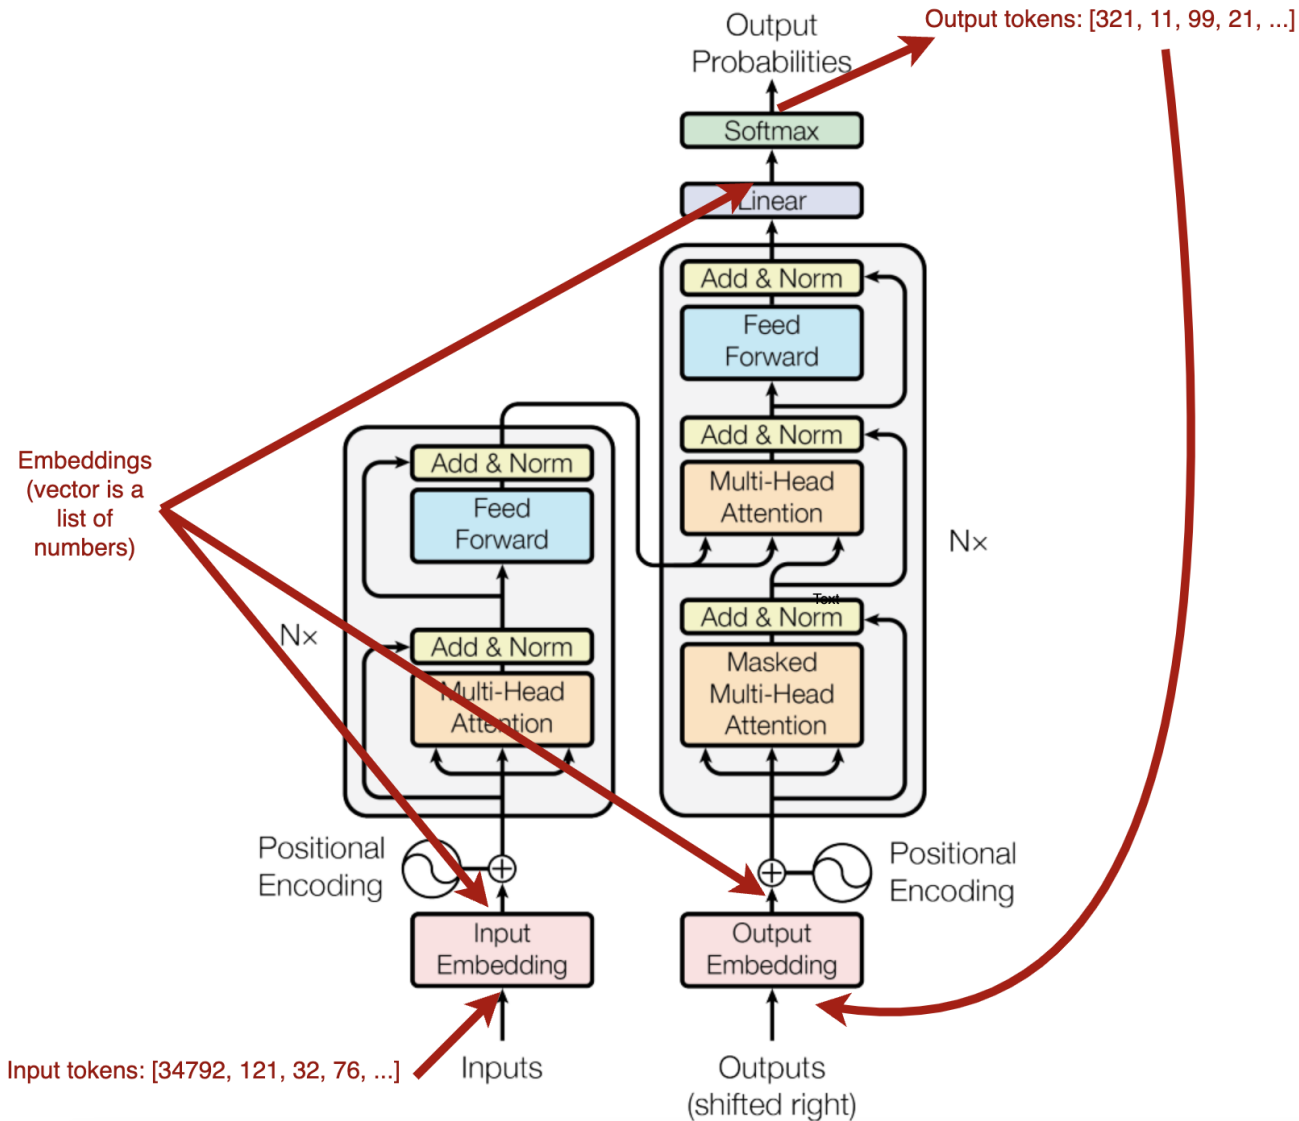 Output tokens: [321, 11, 99, 21, ...]
Output
Probabilities
Softmax
Linear
Add & Norm
Feed
Forward
Add & Norm
Multi-Head
Attention
N×
Text
Add & Norm
Masked
Multi-Head
Attention
Embeddings
(vector is a
list of
numbers)
Add & Norm
Feed
Forward
N×
Add & Norm
Multi-Head
Attention
Positional
Encoding
Positional
Encoding
Input
Embedding
Output
Embedding
Input tokens: [34792, 121, 32, 76, ...]
Inputs
Outputs
(shifted right)